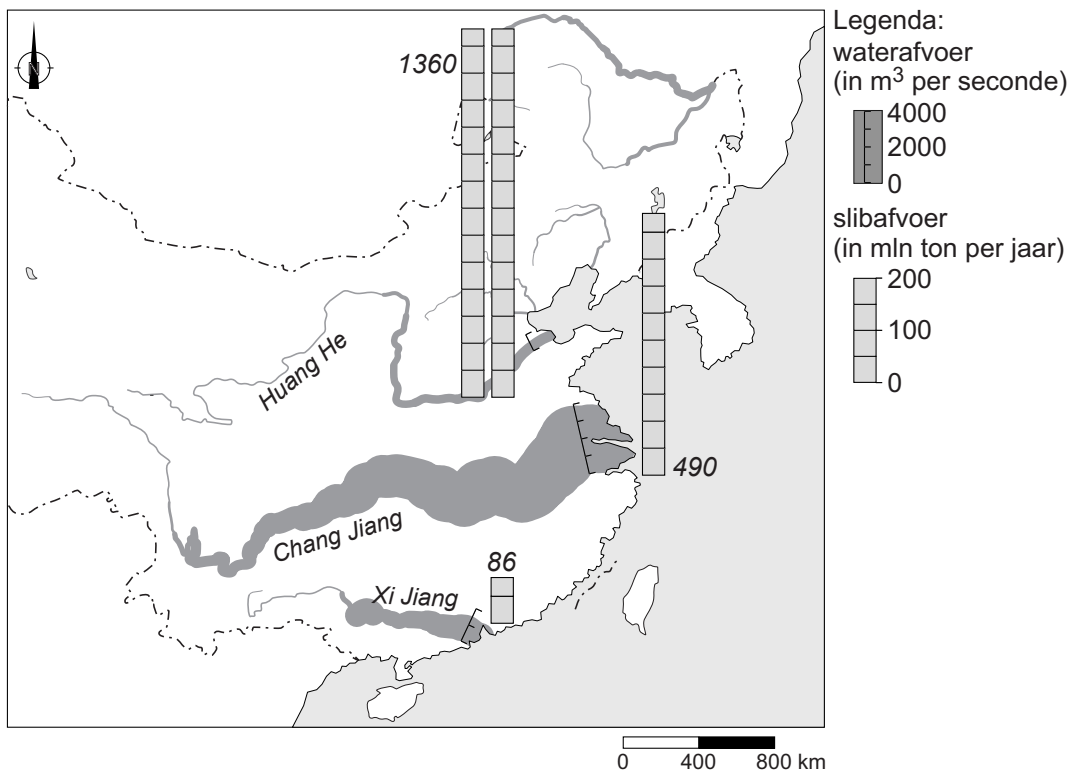 1360
Huang He
Chang Jiang
490
86
Xi Jiang
Legenda:
waterafvoer
(in m³ per seconde)
4000
2000
0
slibafvoer
(in mln ton per jaar)
200
100
0
0 400 800 km